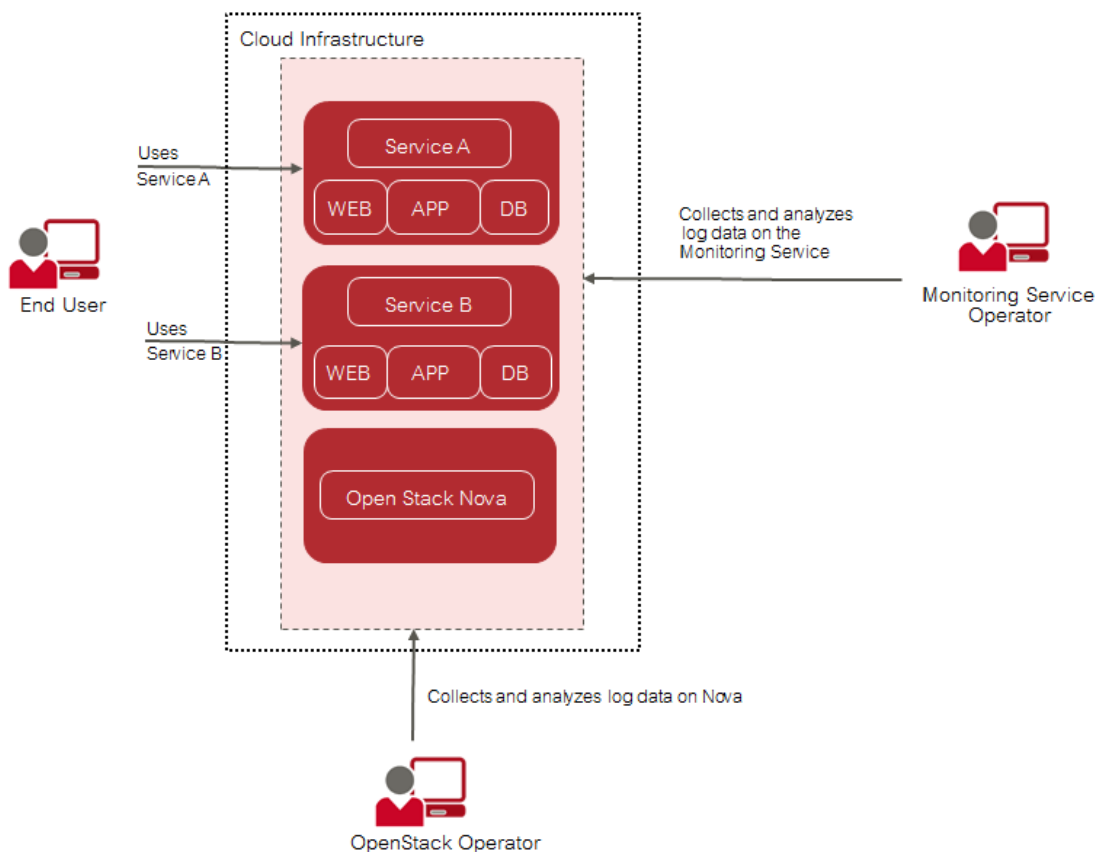 Cloud Infrastructure
Service A
WEB
APP
DB
Uses
Service A
End User
Collects and analyzes
log data on the
Monitoring Service
Monitoring Service
Operator
Service B
WEB
APP
DB
Uses
Service B
Open Stack Nova
Collects and analyzes log data on Nova
OpenStack Operator